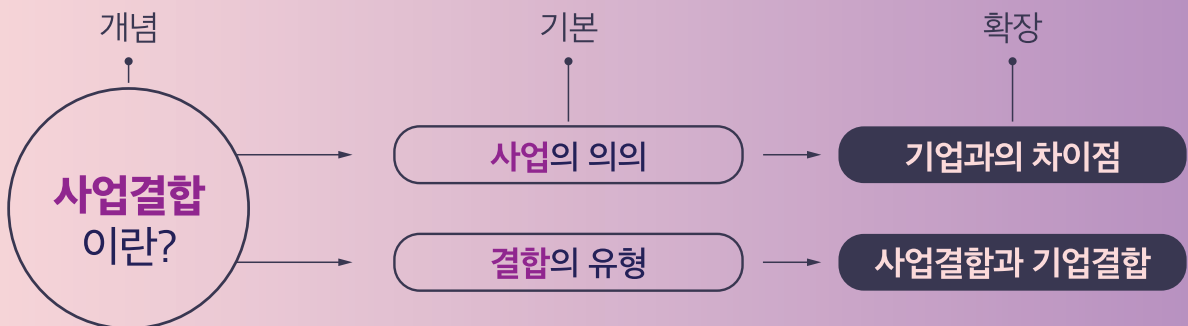 개념
기본
확장
사업결합
이란?
사업의 의의
기업과의 차이점
결합의 유형
사업결합과 기업결합